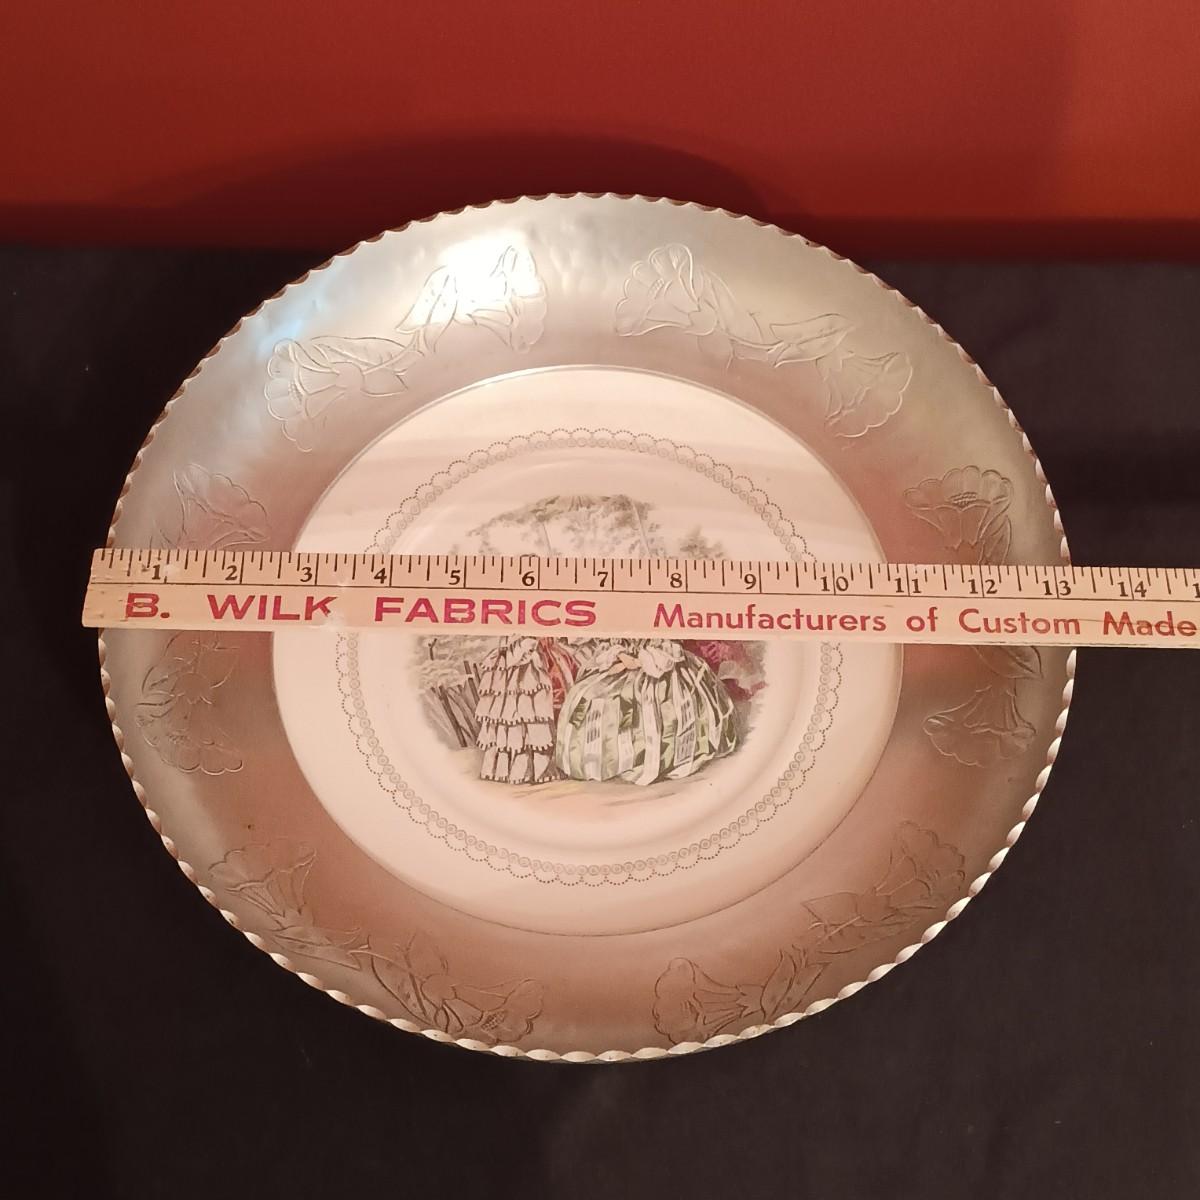 1 2 3 4 5 6 7 8 9 10 11 12 13 14
B. WILK FABRICS Manufacturers of Custom Made